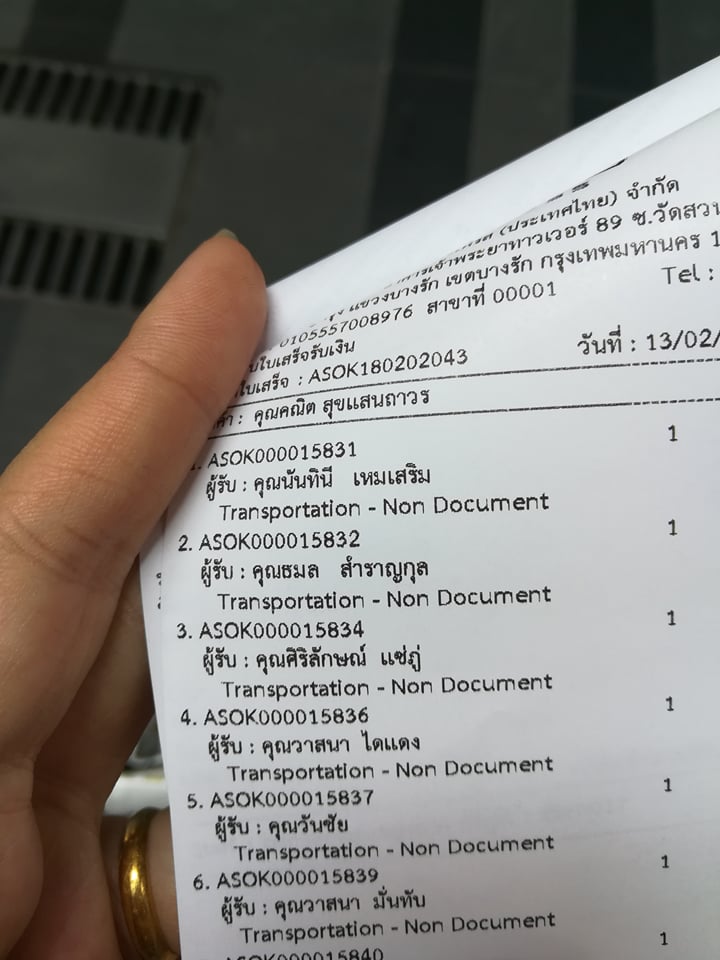 (ประเทศไทย) จำกัด
เจ้าพระยาทาวเวอร์ 89 ซ.วัดสวน
แขวงบางรัก เขตบางรัก กรุงเทพมหานคร 1
0105557008976 สาขาที่ 00001
Tel :
ใบเสร็จรับเงิน
ใบเสร็จ : ASOK180202043
วันที่ : 13/02/
: คุณคณิต สุขแสนถาวร
1. ASOK000015831 1
ผู้รับ : คุณนันทินี เหมเสริม
Transportation - Non Document
2. ASOK000015832 1
ผู้รับ : คุณธมล สำราญกุล
Transportation - Non Document
3. ASOK000015834 1
ผู้รับ : คุณศิริลักษณ์ แซ่ภู่
Transportation - Non Document
4. ASOK000015836 1
ผู้รับ : คุณวาสนา ไดแดง
Transportation - Non Document
5. ASOK000015837 1
ผู้รับ : คุณวันชัย
Transportation - Non Document
6. ASOK000015839 1
ผู้รับ : คุณวาสนา มั่นทับ
Transportation - Non Document
ASOK000015840 1